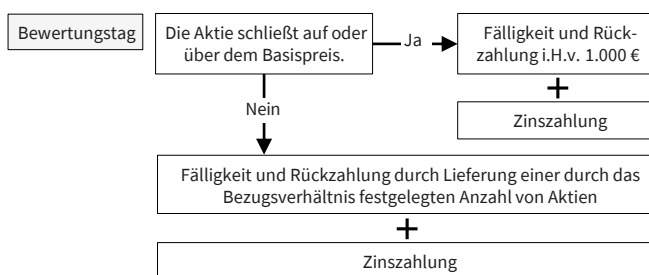 Bewertungstag
Die Aktie schließt auf oder
über dem Basispreis.
Ja
Fälligkeit und Rück-
zahlung i.H.v. 1.000 €
+
Zinszahlung
Nein
Fälligkeit und Rückzahlung durch Lieferung einer durch das
Bezugsverhältnis festgelegten Anzahl von Aktien
+
Zinszahlung